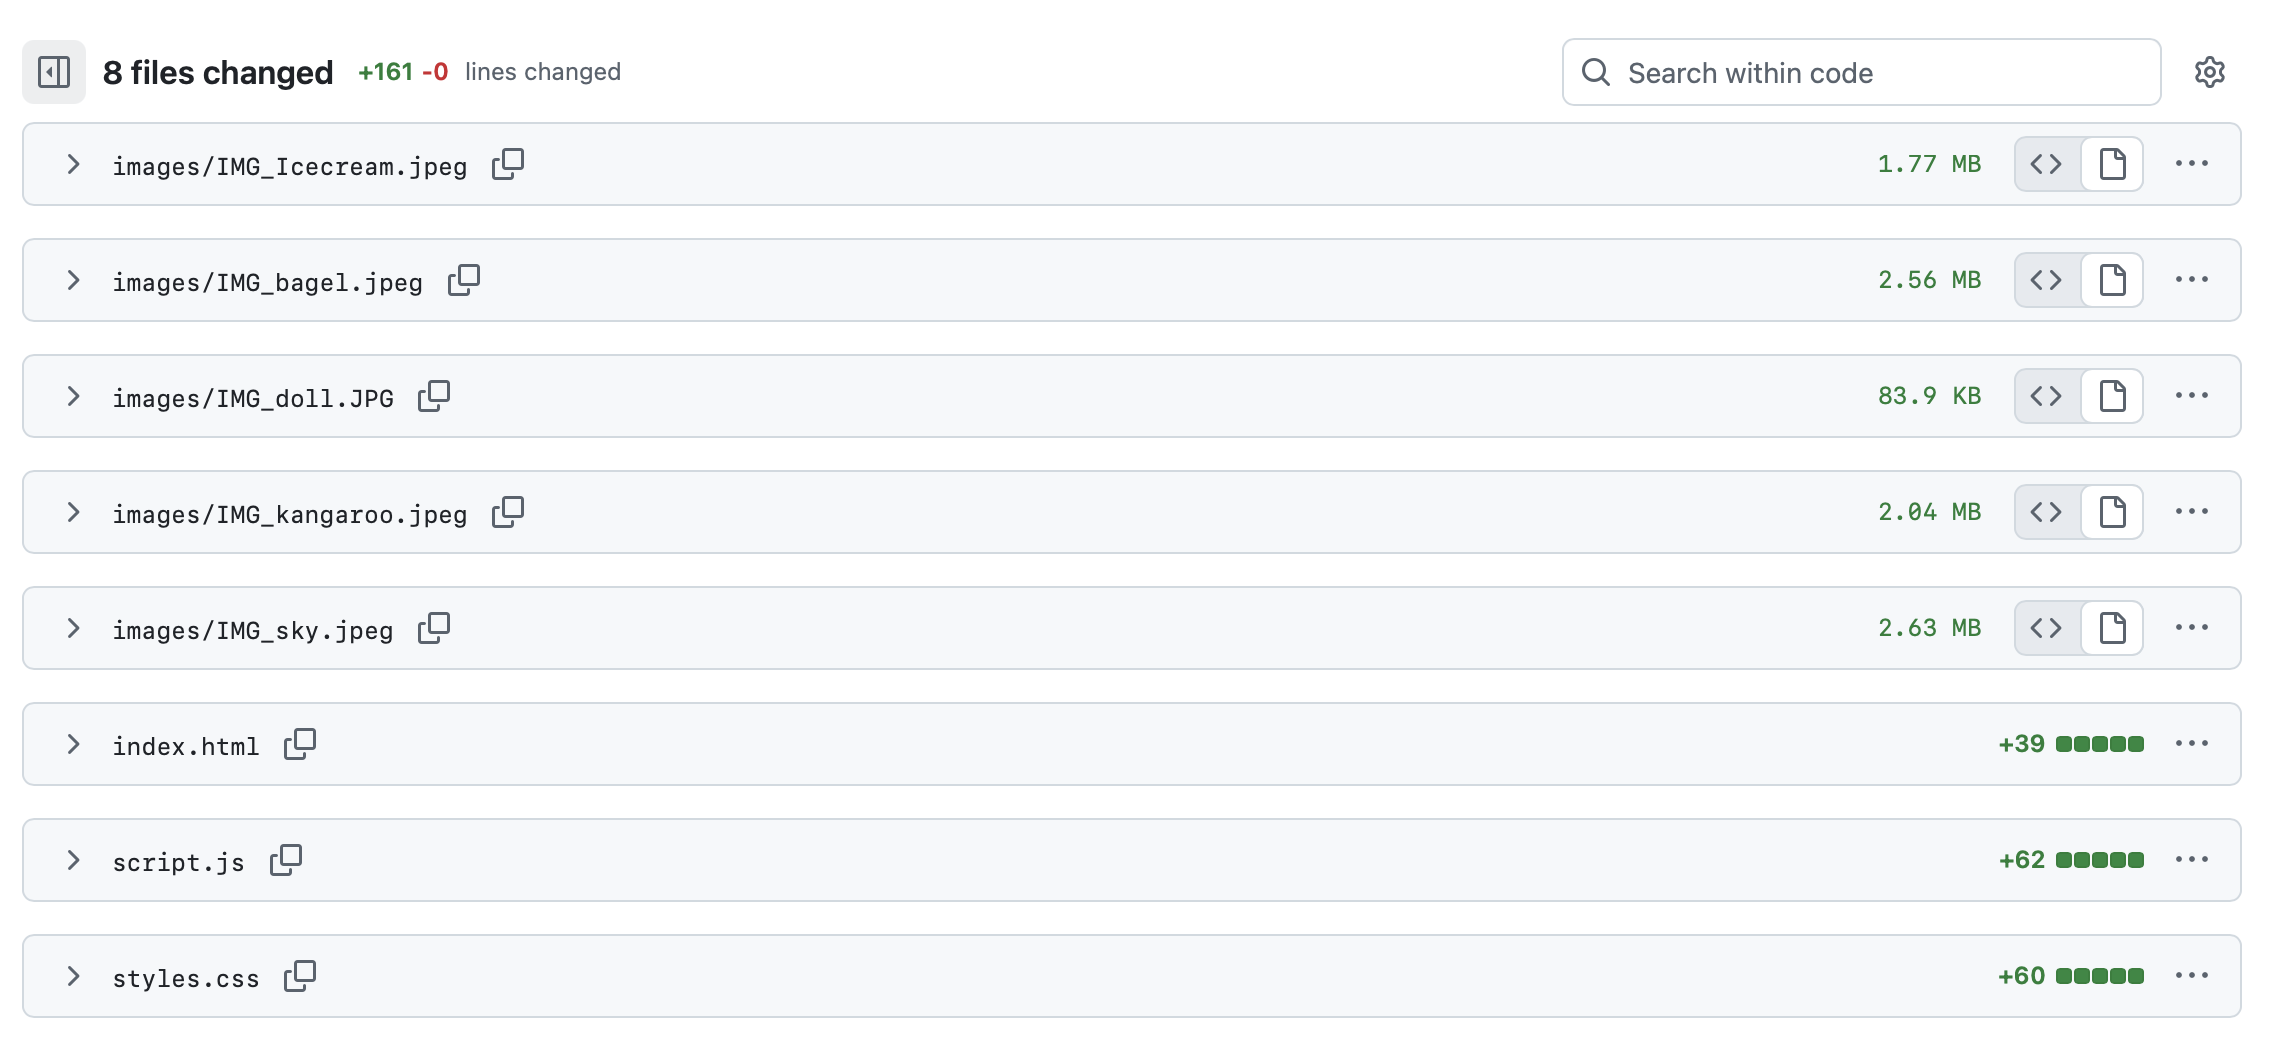 8 files changed +161 -0 lines changed Search within code
images/IMG_Icecream.jpeg 1.77 MB
images/IMG_bagel.jpeg 2.56 MB
images/IMG_doll.JPG 83.9 KB
images/IMG_kangaroo.jpeg 2.04 MB
images/IMG_sky.jpeg 2.63 MB
index.html +39
script.js +62
styles.css +60